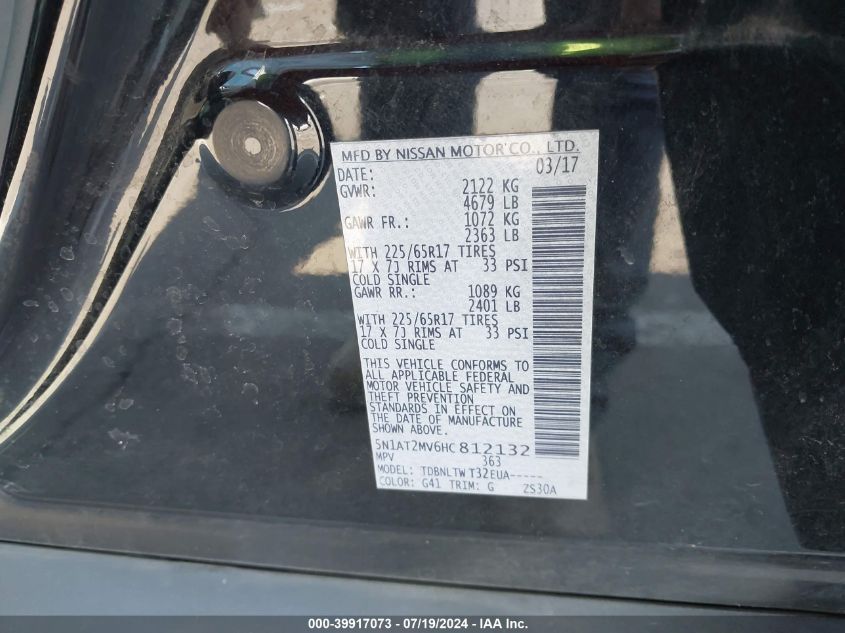 MFD BY NISSAN MOTOR CO., LTD.
DATE: 03/17
GVWR: 2122 KG
4679 LB
GAWR FR.: 1072 KG
2363 LB
WITH 225/65R17 TIRES
17 X 7J RIMS AT 33 PSI
COLD SINGLE
GAWR RR.: 1089 KG
2401 LB
WITH 225/65R17 TIRES
17 X 7J RIMS AT 33 PSI
COLD SINGLE
THIS VEHICLE CONFORMS TO
ALL APPLICABLE FEDERAL
MOTOR VEHICLE SAFETY AND
THEFT PREVENTION
STANDARDS IN EFFECT ON
THE DATE OF MANUFACTURE
SHOWN ABOVE.
5N1AT2MV6HC812132
MPV 363
MODEL: TDBNLTW T32EUA-----
COLOR: G41 TRIM: G ZS30A
000-39917073 - 07/19/2024 - IAA Inc.